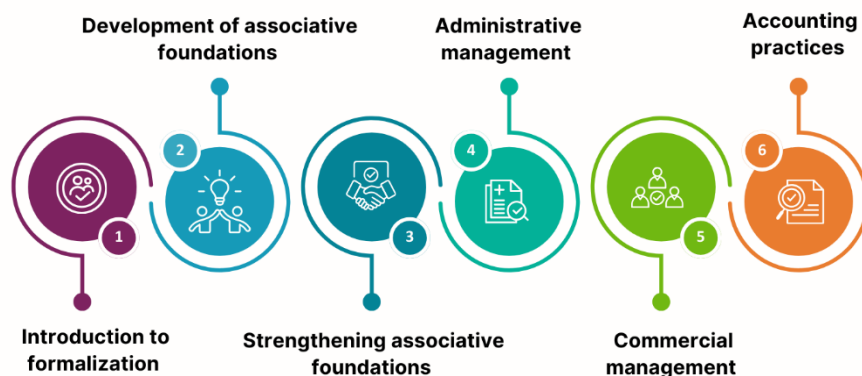 Development of associative
foundations
Administrative
management
Accounting
practices
1
2
3
4
5
6
Introduction to
formalization
Strengthening associative
foundations
Commercial
management